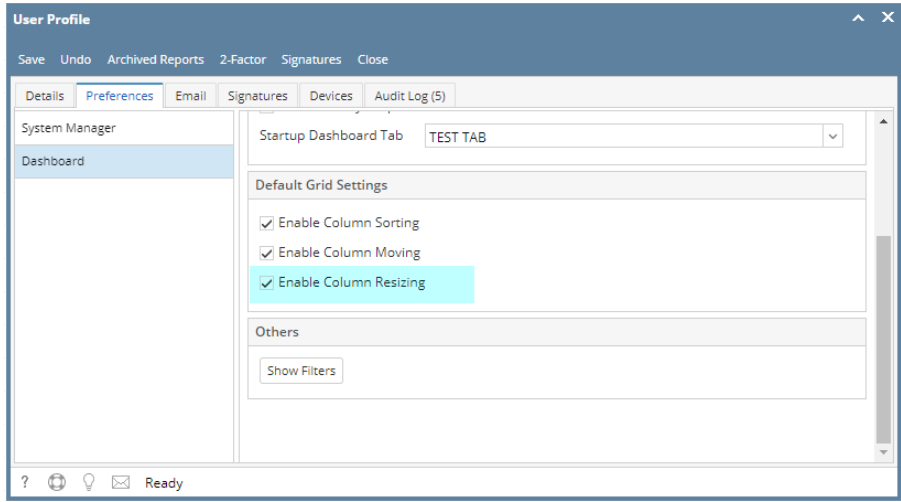 User Profile
Save Undo Archived Reports 2-Factor Signatures Close
Details Preferences Email Signatures Devices Audit Log (5)
System Manager
Dashboard
Startup Dashboard Tab TEST TAB
Default Grid Settings
Enable Column Sorting
Enable Column Moving
Enable Column Resizing
Others
Show Filters
? Ready